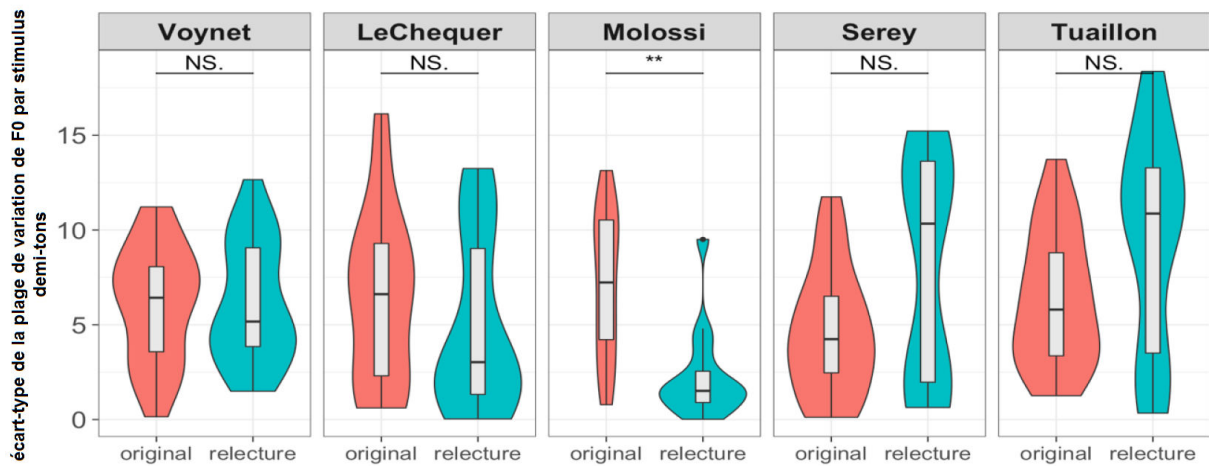 écart-type de la plage de variation de F0 par stimulus
demi-tons
Voynet LeChequer Molossi Serey Tuaillon
NS. NS. ** NS. NS.
15
10
5
0
original relecture original relecture original relecture original relecture original relecture